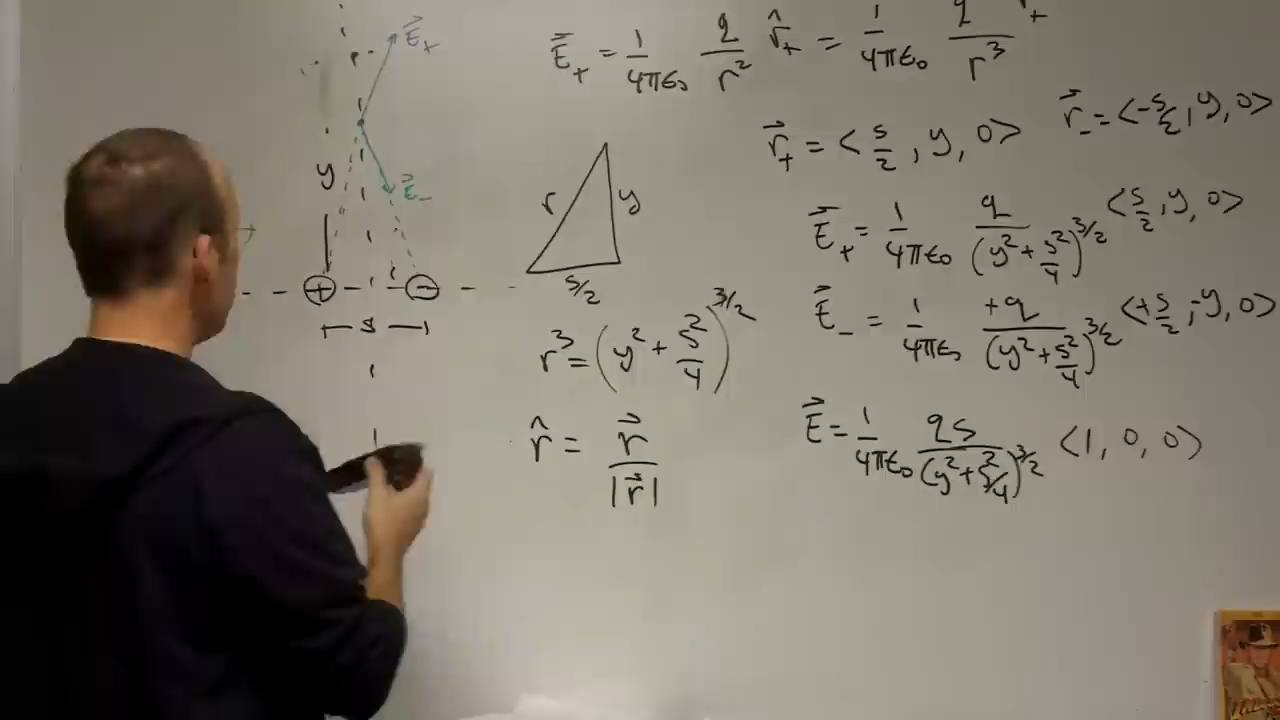 E⃗₊
E⃗₊ = 1/4πε₀ q/r² r̂₊ = 1/4πε₀ q/r³ r₊
r⃗₊ = <s/2, y, 0> r⃗₋ = <-s/2, y, 0>
y
E⃗₋
r y
s/2
E⃗₊ = 1/4πε₀ q/(y² + s²/4)^3/2 <s/2, y, 0>
+ −
s
E⃗₋ = 1/4πε₀ +q/(y² + s²/4)^3/2 <+s/2, -y, 0>
r³ = (y² + s²/4)^3/2
r̂ = r⃗/|r⃗|
E⃗ = 1/4πε₀ qs/(y² + s²/4)^3/2 <1, 0, 0>